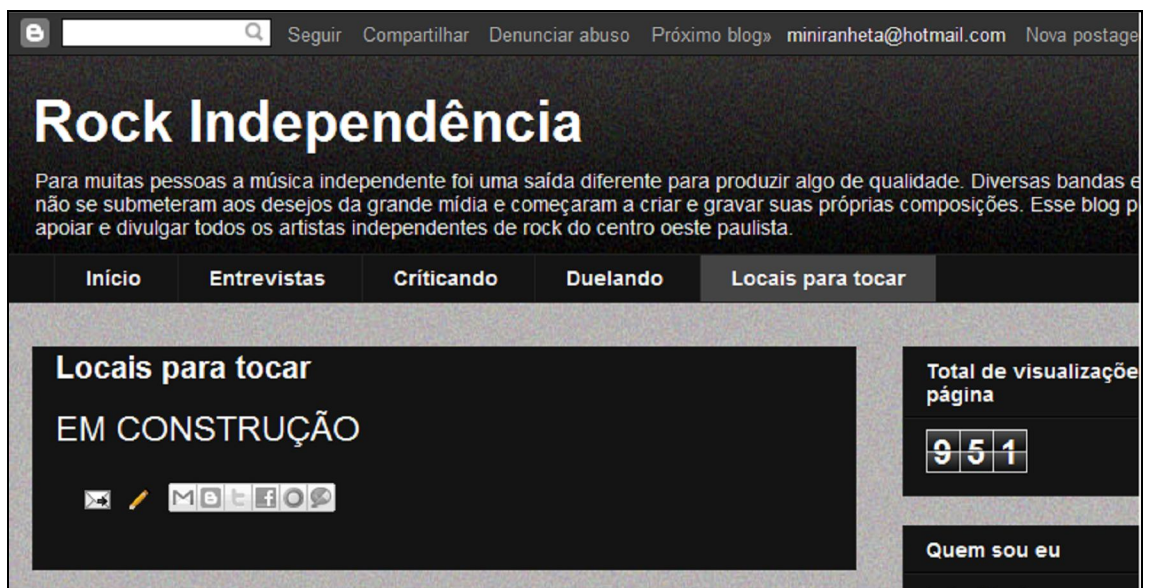 Seguir Compartilhar Denunciar abuso Próximo blog» miniranheta@hotmail.com Nova postage
Rock Independência
Para muitas pessoas a música independente foi uma saída diferente para produzir algo de qualidade. Diversas bandas e
não se submeteram aos desejos da grande mídia e começaram a criar e gravar suas próprias composições. Esse blog p
apoiar e divulgar todos os artistas independentes de rock do centro oeste paulista.
Início Entrevistas Críticando Duelando Locais para tocar
Locais para tocar
EM CONSTRUÇÃO
Total de visualizaçõe
página
951
Quem sou eu